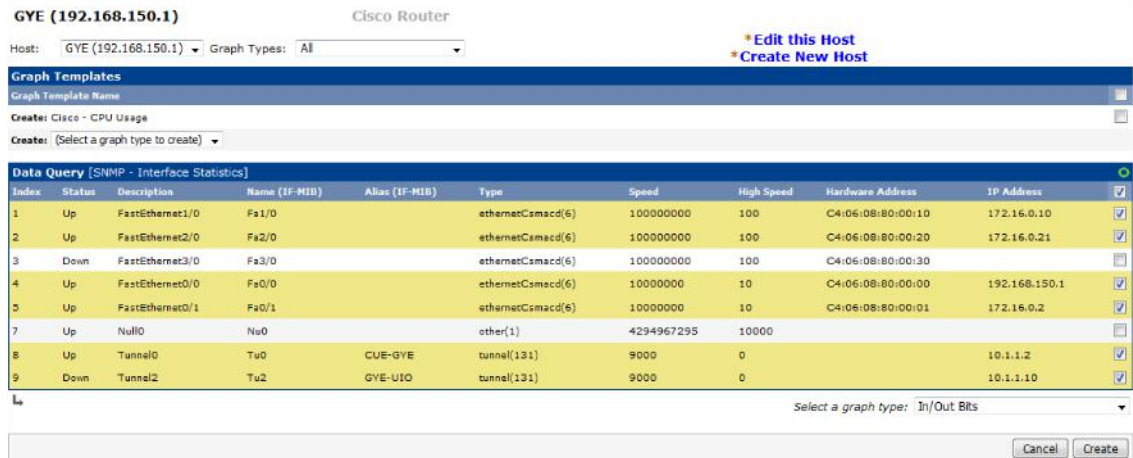 GYE (192.168.150.1) Cisco Router
Host: GYE (192.168.150.1) Graph Types: All *Edit this Host
*Create New Host
Graph Templates
Graph Template Name
Create: Cisco - CPU Usage
Create: (Select a graph type to create)
Data Query [SNMP - Interface Statistics]
Index Status Description Name (IF-MIB) Alias (IF-MIB) Type Speed High Speed Hardware Address IP Address
1 Up FastEthernet1/0 Fa1/0 ethernetCsmacd(6) 100000000 100 C4:06:08:80:00:10 172.16.0.10
2 Up FastEthernet2/0 Fa2/0 ethernetCsmacd(6) 100000000 100 C4:06:08:80:00:20 172.16.0.21
3 Down FastEthernet3/0 Fa3/0 ethernetCsmacd(6) 100000000 100 C4:06:08:80:00:30
4 Up FastEthernet0/0 Fa0/0 ethernetCsmacd(6) 10000000 10 C4:06:08:80:00:00 192.168.150.1
5 Up FastEthernet0/1 Fa0/1 ethernetCsmacd(6) 10000000 10 C4:06:08:80:00:01 172.16.0.2
7 Up Null0 Nu0 other(1) 4294967295 10000
8 Up Tunnel0 Tu0 CUE-GYE tunnel(131) 9000 0 10.1.1.2
9 Down Tunnel2 Tu2 GYE-UIO tunnel(131) 9000 0 10.1.1.10
Select a graph type: In/Out Bits
Cancel Create